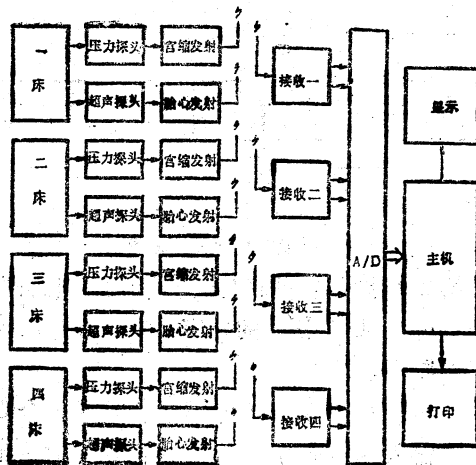 一床
压力探头
宫缩发射
超声探头
胎心发射
接收一
二床
压力探头
宫缩发射
超声探头
胎心发射
接收二
三床
压力探头
宫缩发射
超声探头
胎心发射
接收三
四床
压力探头
宫缩发射
超声探头
胎心发射
接收四
A/D
显示
主机
打印